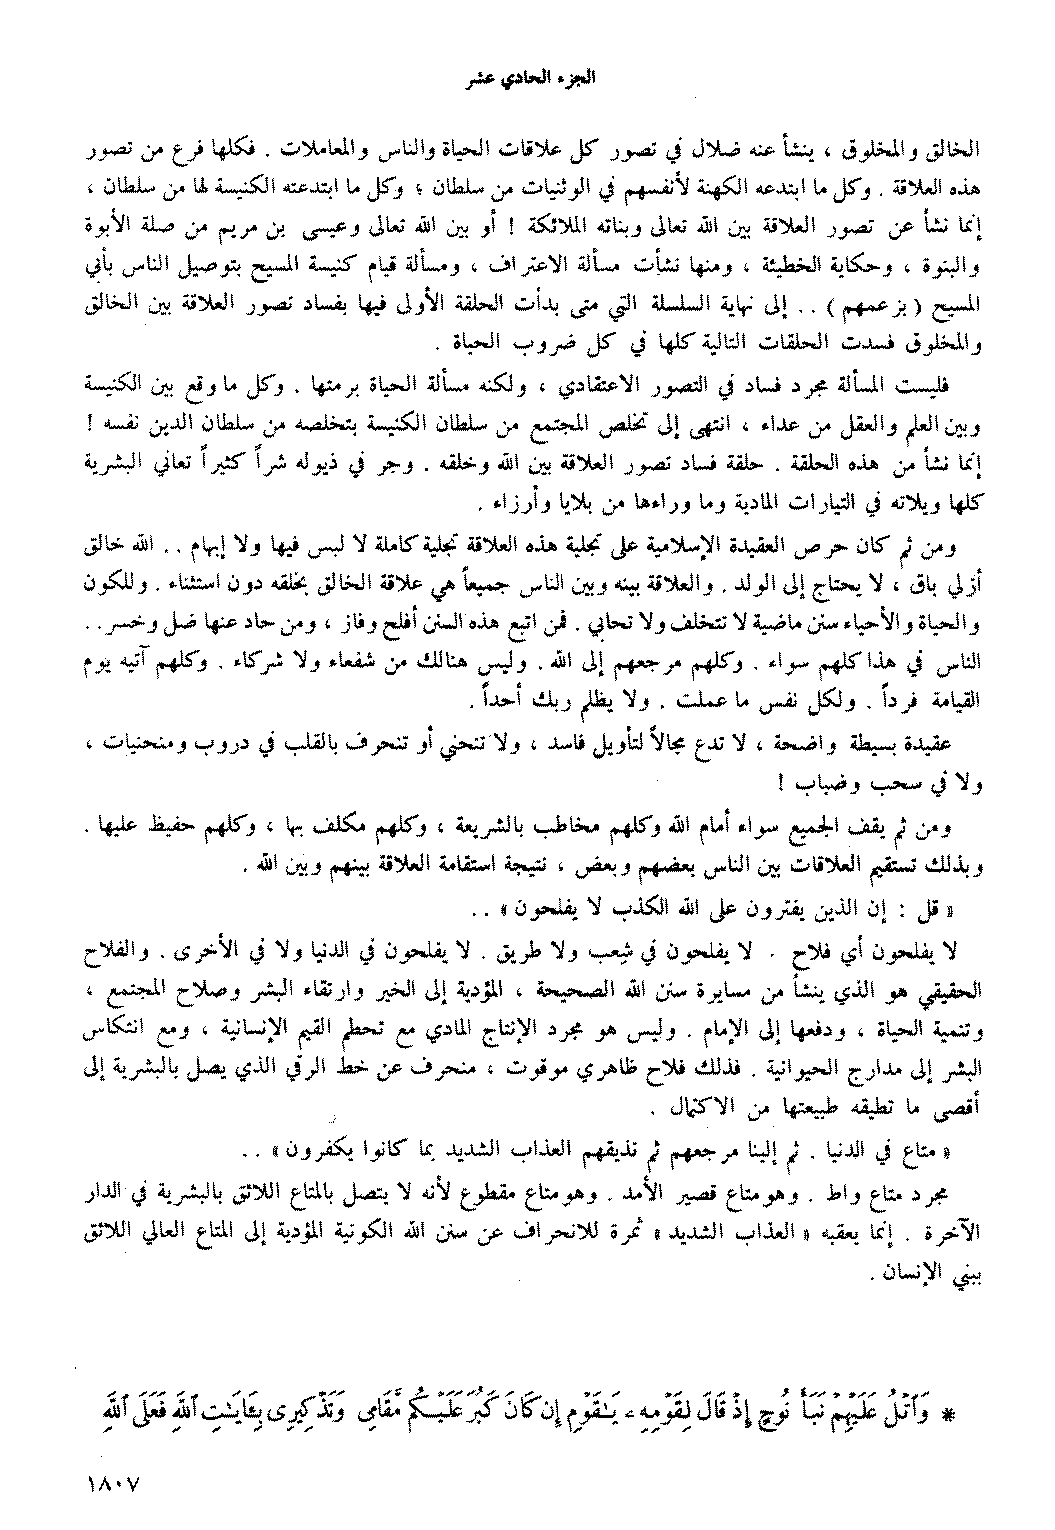 الجزء الحادي عشر
الخالق والمخلوق ، ينشأ عنه ضلال في تصور كل علاقات الحياة والناس والمعاملات . فكلها فرع من تصور
هذه العلاقة . وكل ما ابتدعه الكهنة لأنفسهم في الوثنيات من سلطان ؛ وكل ما ابتدعته الكنيسة لها من سلطان ،
إنما نشأ عن تصور العلاقة بين الله تعالى وبناته الملائكة ! أو بين الله تعالى وعيسى بن مريم من صلة الأبوة
والبنوة ، وحكاية الخطيئة ، ومنها نشأت مسألة الاعتراف ، ومسألة قيام كنيسة المسيح بتوصيل الناس بأبي
المسيح ( بزعمهم ) .. إلى نهاية السلسلة التي متى بدأت الحلقة الأولى فيها بفساد تصور العلاقة بين الخالق
والمخلوق فسدت الحلقات التالية كلها في كل ضروب الحياة .
فليست المسألة مجرد فساد في التصور الاعتقادي ، ولكنه مسألة الحياة برمتها . وكل ما وقع بين الكنيسة
وبين العلم والعقل من عداء ، انتهى إلى تخلص المجتمع من سلطان الكنيسة بتخلصه من سلطان الدين نفسه !
إنما نشأ من هذه الحلقة . حلقة فساد تصور العلاقة بين الله وخلقه . وجر في ذيوله شراً كثيراً تعاني البشرية
كلها ويلاته في التيارات المادية وما وراءها من بلايا وأرزاء .
ومن ثم كان حرص العقيدة الإسلامية على تجلية هذه العلاقة تجلية كاملة لا لبس فيها ولا إبهام .. الله خالق
أزلي باق ، لا يحتاج إلى الولد . والعلاقة بينه وبين الناس جميعاً هي علاقة الخالق بخلقه دون استثناء . وللكون
والحياة والأحياء سنن ماضية لا تتخلف ولا تحابي . فمن اتبع هذه السنن أفلح وفاز ، ومن حاد عنها ضل وخسر ..
الناس في هذا كلهم سواء . وكلهم مرجعهم إلى الله . وليس هنالك من شفعاء ولا شركاء . وكلهم آتيه يوم
القيامة فرداً . ولكل نفس ما عملت . ولا يظلم ربك أحداً .
عقيدة بسيطة واضحة ، لا تدع مجالاً لتأويل فاسد ، ولا تنحني أو تنحرف بالقلب في دروب ومنحنيات ،
ولا في سحب وضباب !
ومن ثم يقف الجميع سواء أمام الله وكلهم مخاطب بالشريعة ، وكلهم مكلف بها ، وكلهم حفيظ عليها .
وبذلك تستقيم العلاقات بين الناس بعضهم وبعض ، نتيجة استقامة العلاقة بينهم وبين الله .
« قل : إن الذين يفترون على الله الكذب لا يفلحون » ..
لا يفلحون أي فلاح . لا يفلحون في شِعب ولا طريق . لا يفلحون في الدنيا ولا في الأخرى . والفلاح
الحقيقي هو الذي ينشأ من مسايرة سنن الله الصحيحة ، المؤدية إلى الخير وارتقاء البشر وصلاح المجتمع ،
وتنمية الحياة ، ودفعها إلى الإمام . وليس هو مجرد الإنتاج المادي مع تحطم القيم الإنسانية ، ومع انتكاس
البشر إلى مدارج الحيوانية . فذلك فلاح ظاهري موقوت ، منحرف عن خط الرقي الذي يصل بالبشرية إلى
أقصى ما تطيقه طبيعتها من الاكتمال .
« متاع في الدنيا . ثم إلينا مرجعهم ثم نذيقهم العذاب الشديد بما كانوا يكفرون » ..
مجرد متاع واط . وهو متاع قصير الأمد . وهو متاع مقطوع لأنه لا يتصل بالمتاع اللائق بالبشرية في الدار
الآخرة . إنما يعقبه « العذاب الشديد » ثمرة للانحراف عن سنن الله الكونية المؤدية إلى المتاع العالي اللائق
ببني الإنسان .
* وَٱتْلُ عَلَيْهِمْ نَبَأَ نُوحٍ إِذْ قَالَ لِقَوْمِهِۦ يَـٰقَوْمِ إِن كَانَ كَبُرَ عَلَيْكُم مَّقَامِى وَتَذْكِيرِى بِـَٔايَـٰتِ ٱللَّهِ فَعَلَى ٱللَّهِ
١٨٠٧